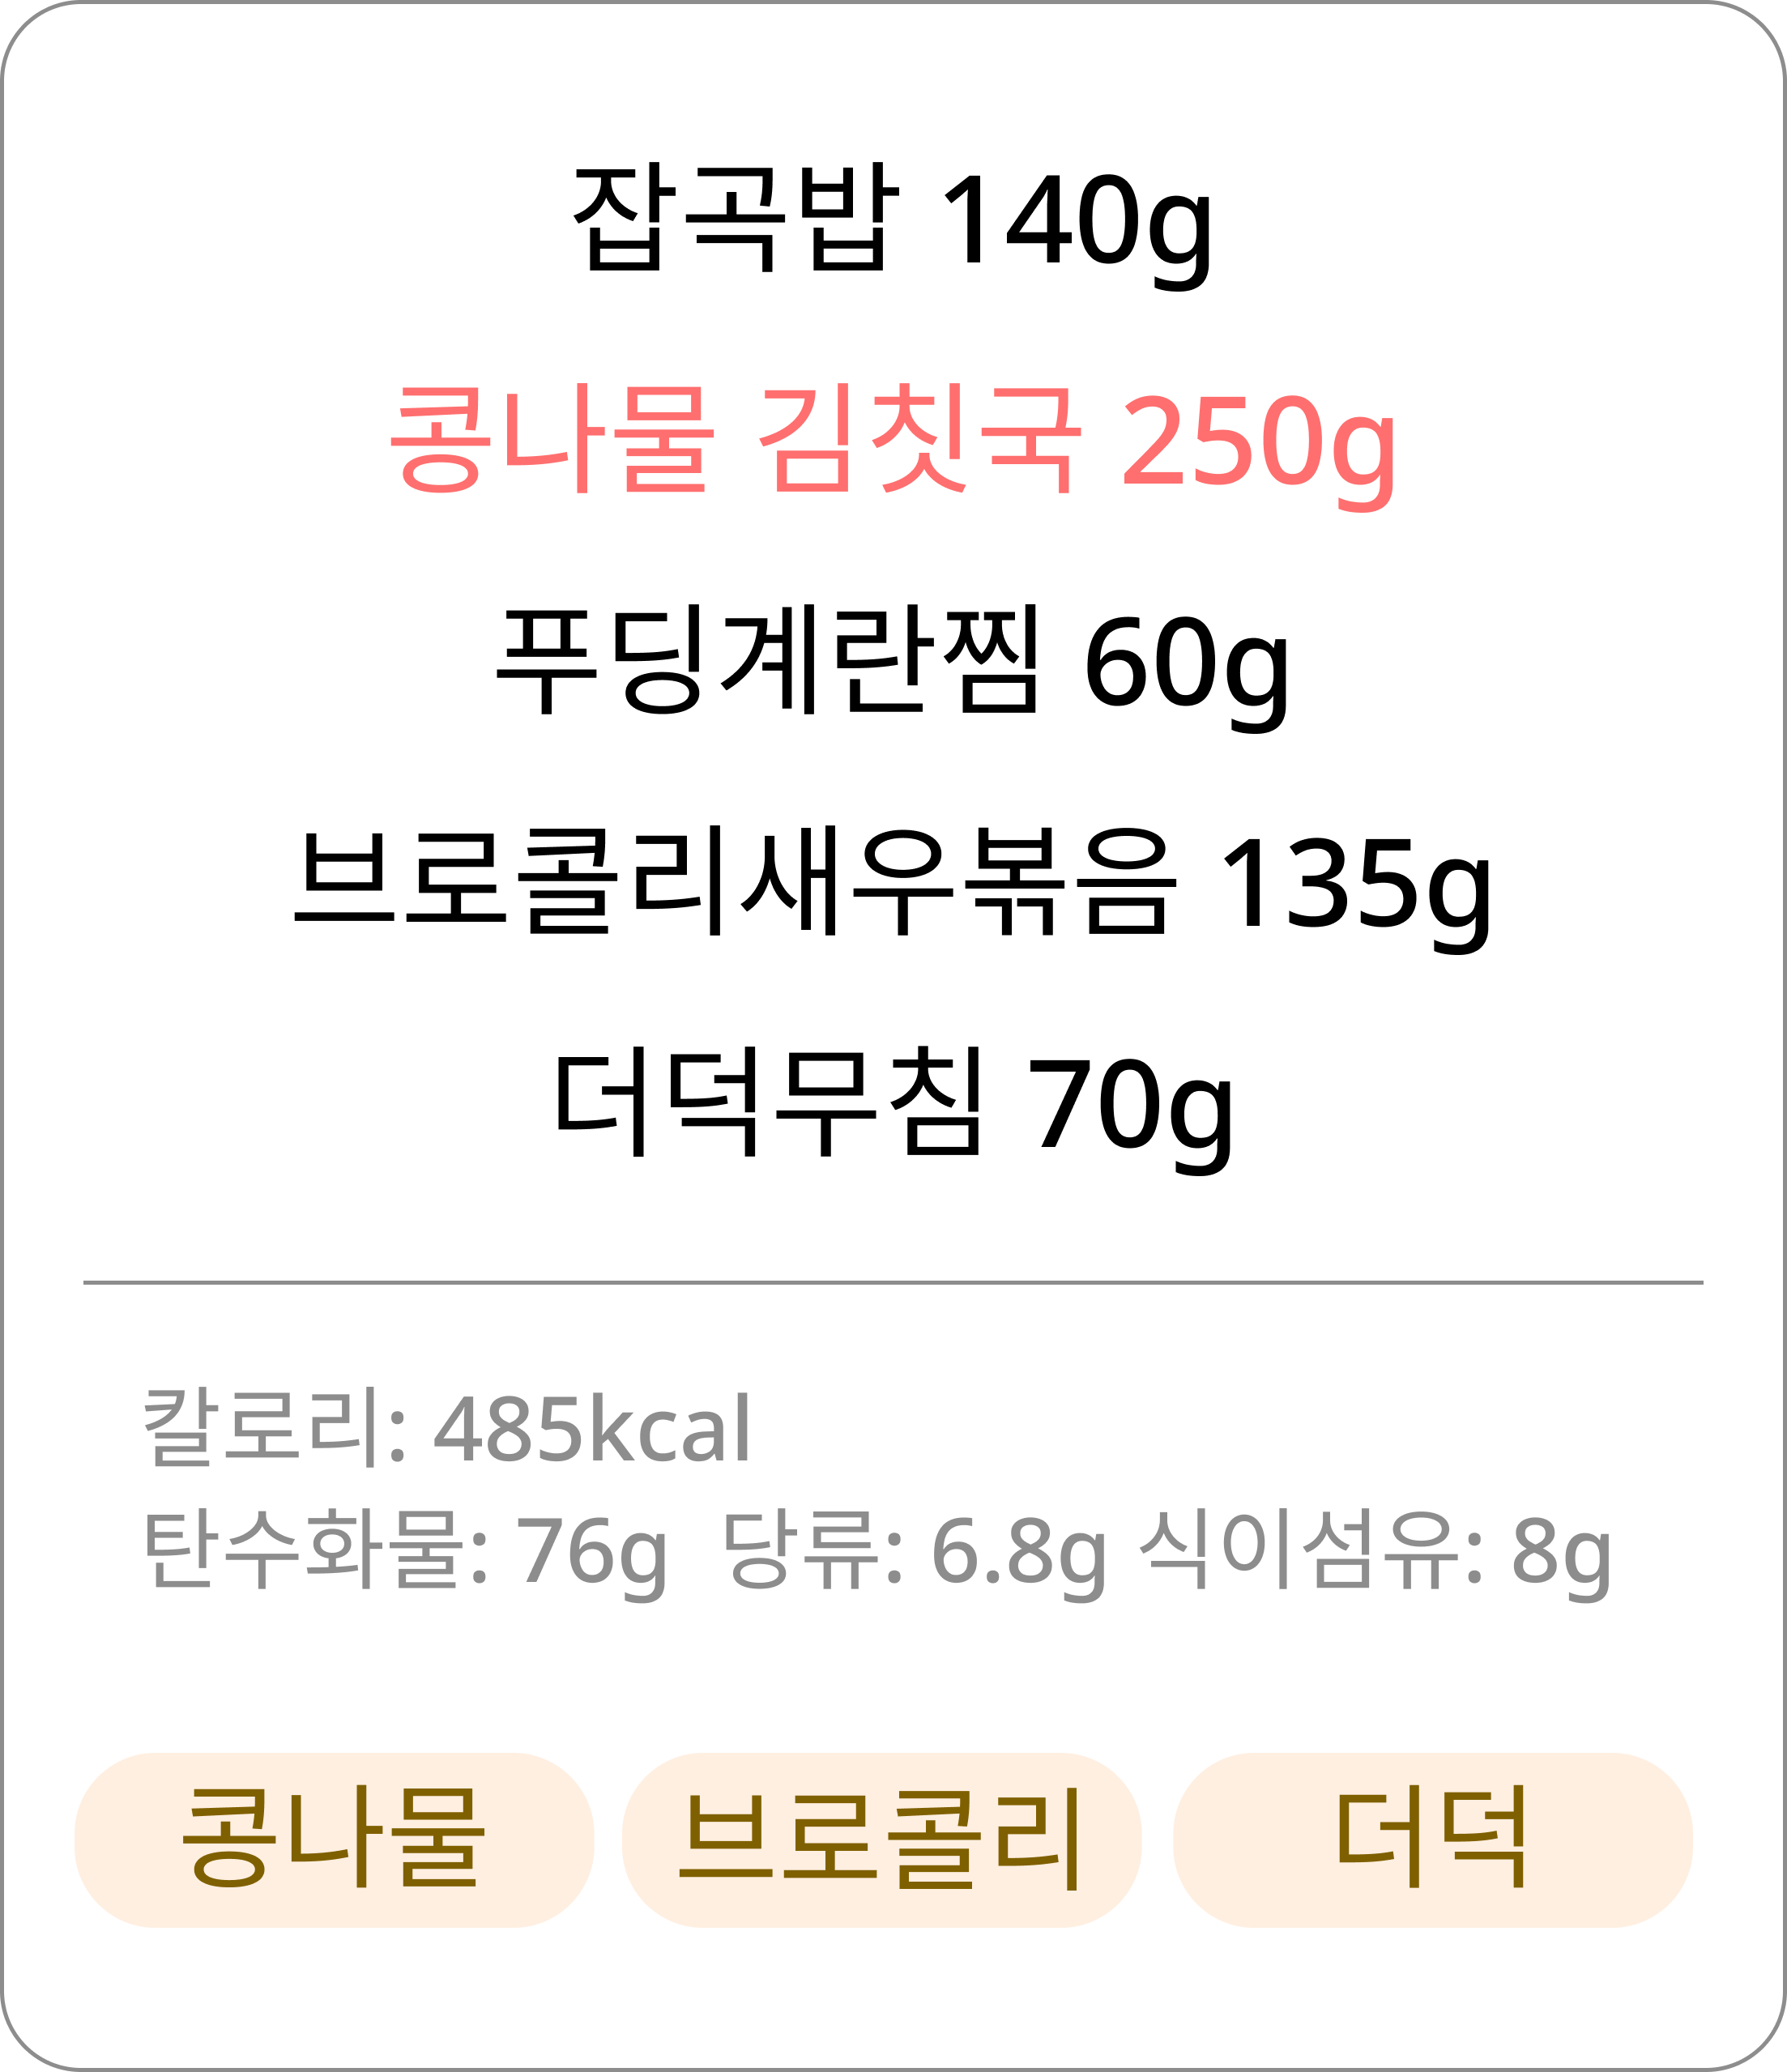 잡곡밥 140g
콩나물 김칫국 250g
푸딩계란찜 60g
브로콜리새우볶음 135g
더덕무침 70g
칼로리: 485kcal
탄수화물: 76g 당류: 6.8g 식이섬유: 8g
콩나물 브로콜리 더덕